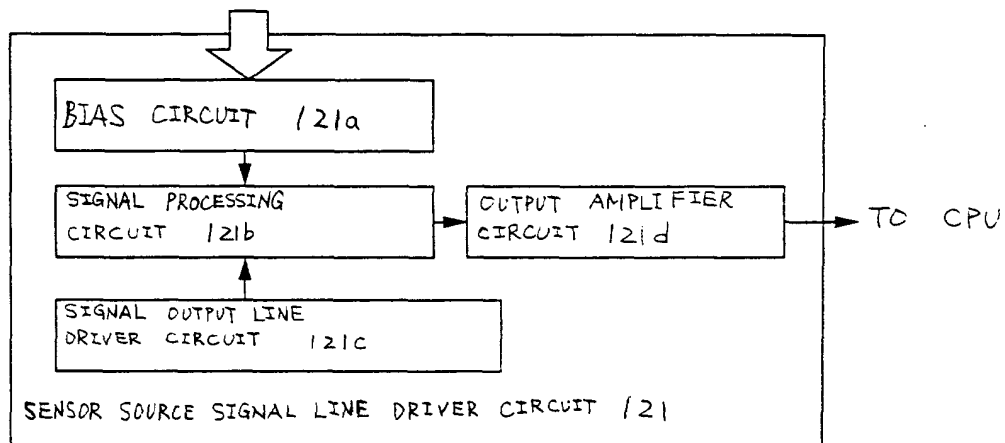 BIAS CIRCUIT 121a
SIGNAL PROCESSING
CIRCUIT 121b
OUTPUT AMPLIFIER
CIRCUIT 121d
TO CPU
SIGNAL OUTPUT LINE
DRIVER CIRCUIT 121c
SENSOR SOURCE SIGNAL LINE DRIVER CIRCUIT 121